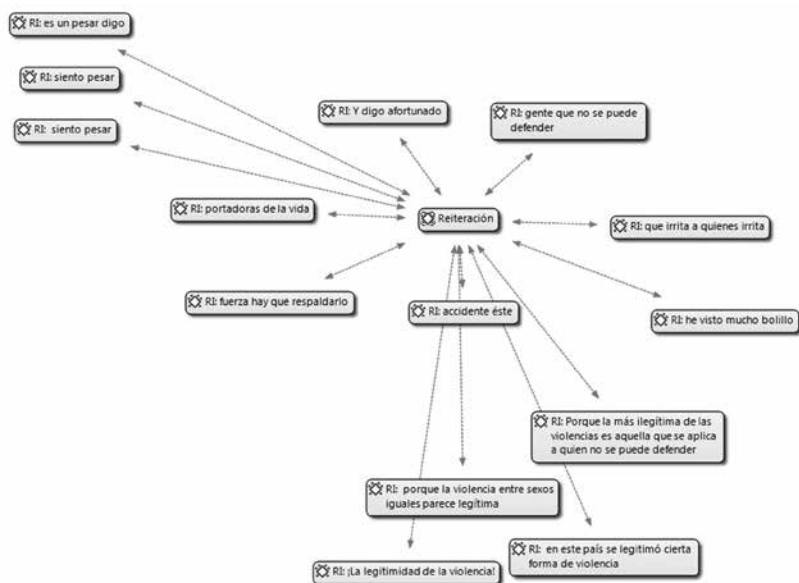 RI: es un pesar digo
RI: siento pesar
RI: siento pesar
RI: Y digo afortunado
RI: gente que no se puede
defender
RI: portadoras de la vida
Reiteración
RI: que irrita a quienes irrita
RI: fuerza hay que respaldarlo
RI: accidente éste
RI: he visto mucho bolillo
RI: Porque la más ilegítima de las
violencias es aquella que se aplica
a quien no se puede defender
RI: porque la violencia entre sexos
iguales parece legítima
RI: en este país se legitimó cierta
forma de violencia
RI: ¡La legitimidad de la violencia!